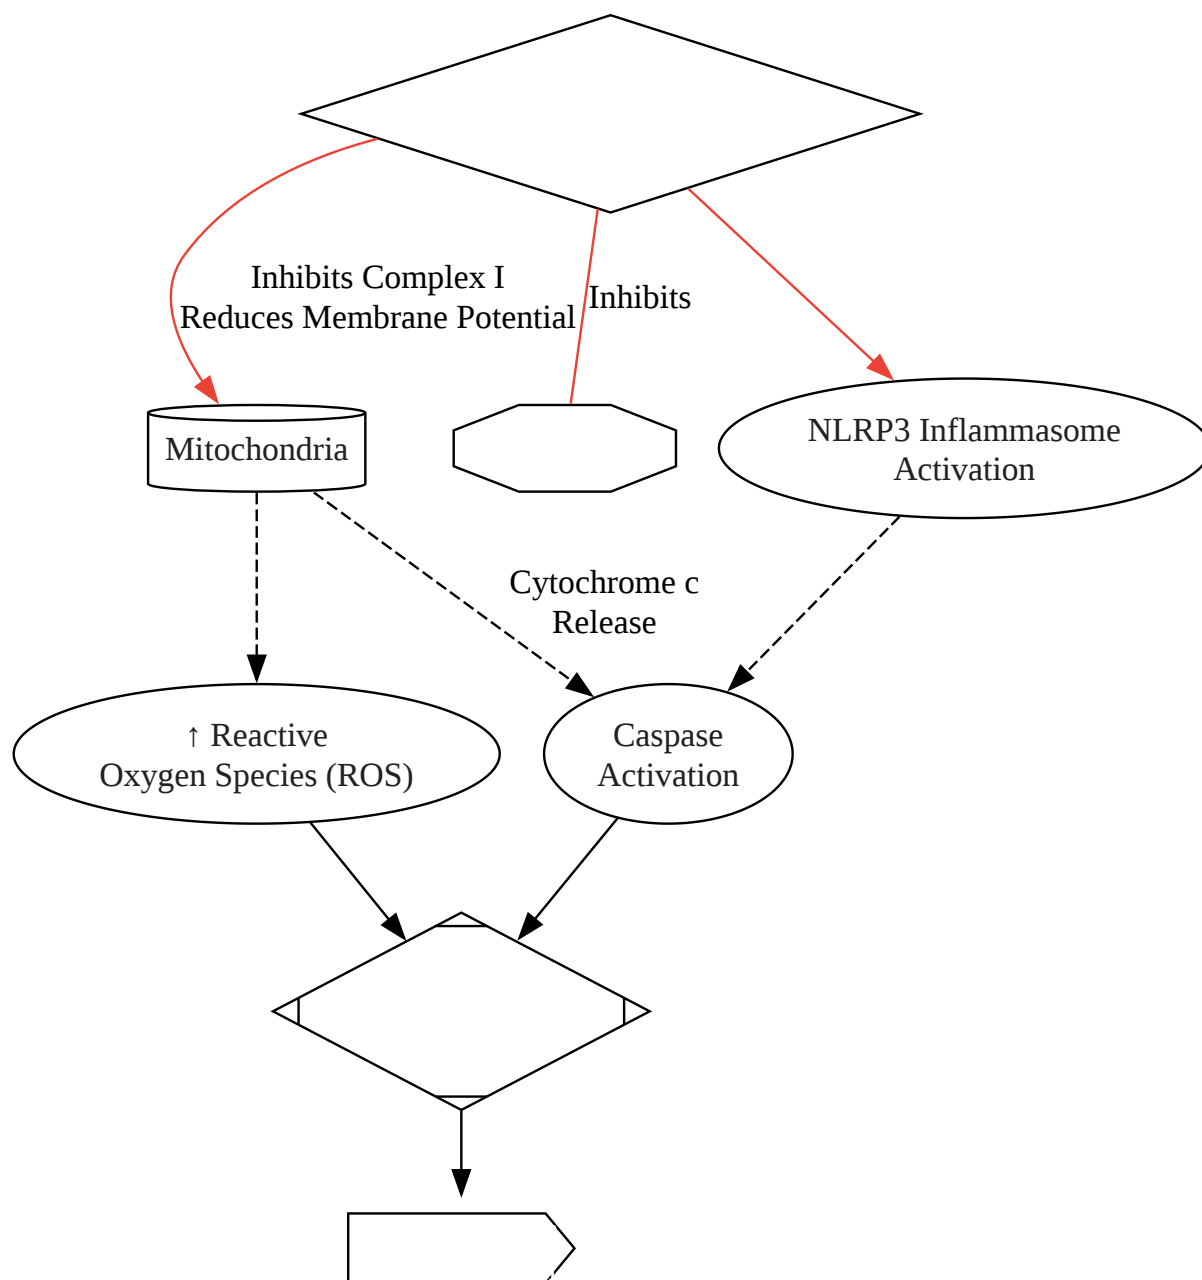 Inhibits Complex I
Reduces Membrane Potential
Inhibits
Mitochondria
NLRP3 Inflammasome
Activation
Cytochrome c
Release
↑ Reactive
Oxygen Species (ROS)
Caspase
Activation